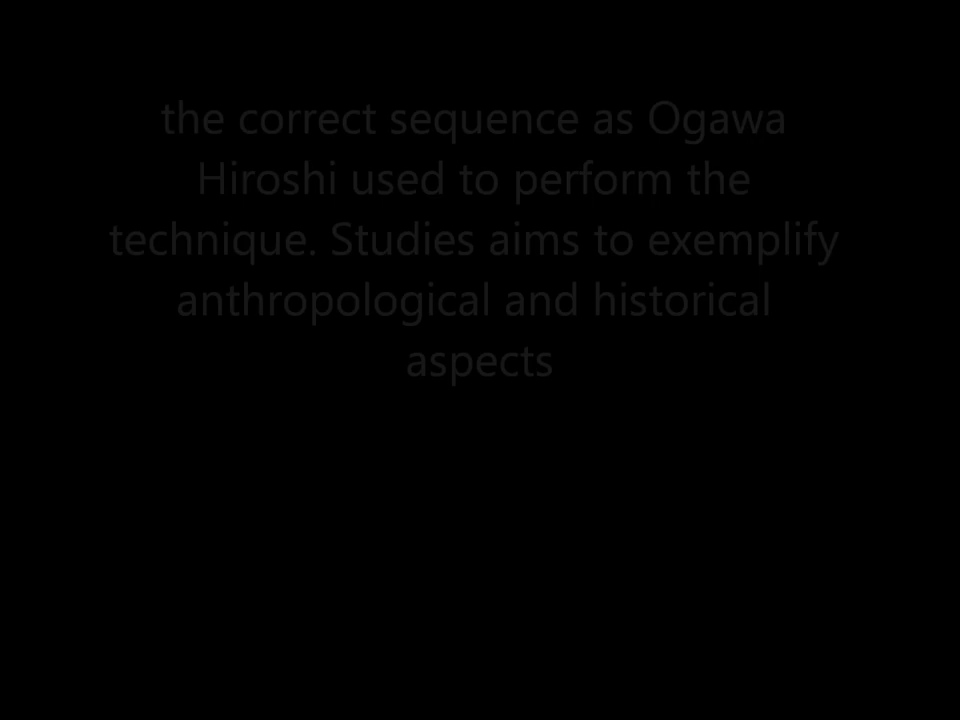 the correct sequence as Ogawa
Hiroshi used to perform the
technique. Studies aims to exemplify
anthropological and historical
aspects